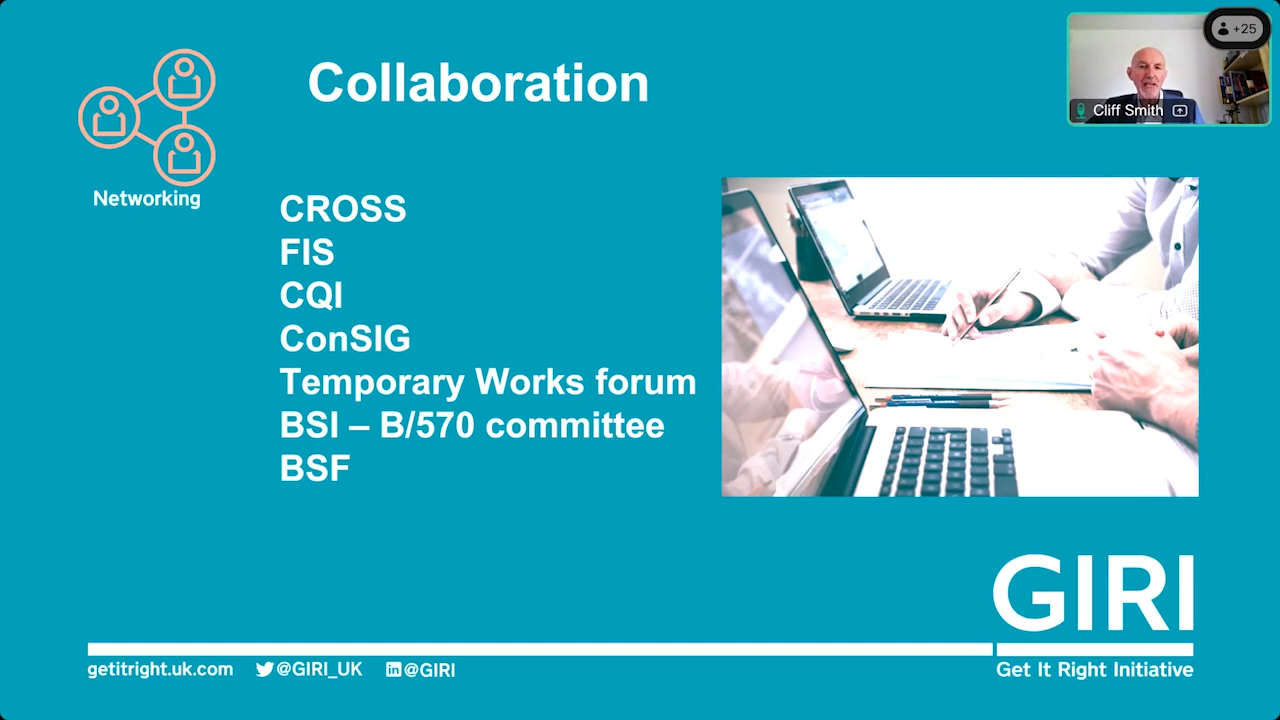 Collaboration
Networking
CROSS
FIS
CQI
ConSIG
Temporary Works forum
BSI – B/570 committee
BSF
+25
Cliff Smith
GIRI
getitright.uk.com
@GIRI_UK
@GIRI
Get It Right Initiative